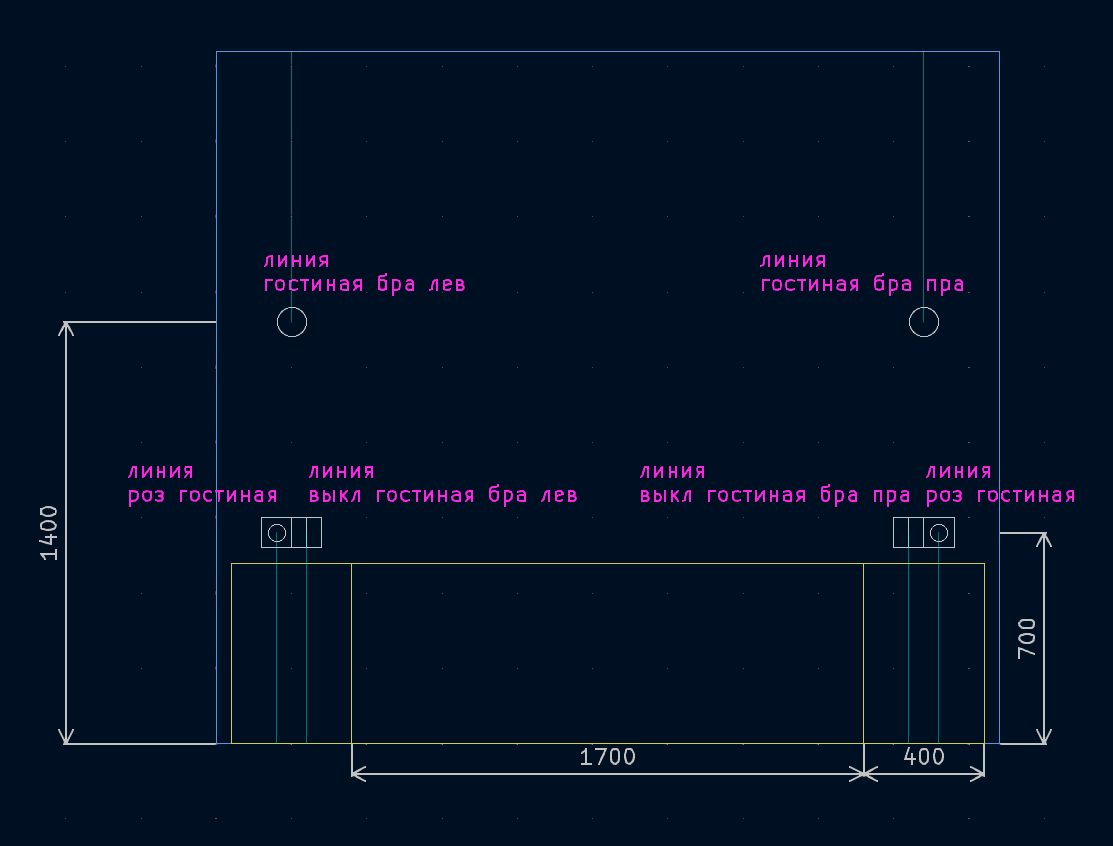 линия
гостиная бра лев
линия
гостиная бра пра
линия
роз гостиная
линия
выкл гостиная бра лев
линия
выкл гостиная бра пра
линия
роз гостиная
1400
700
1700
400